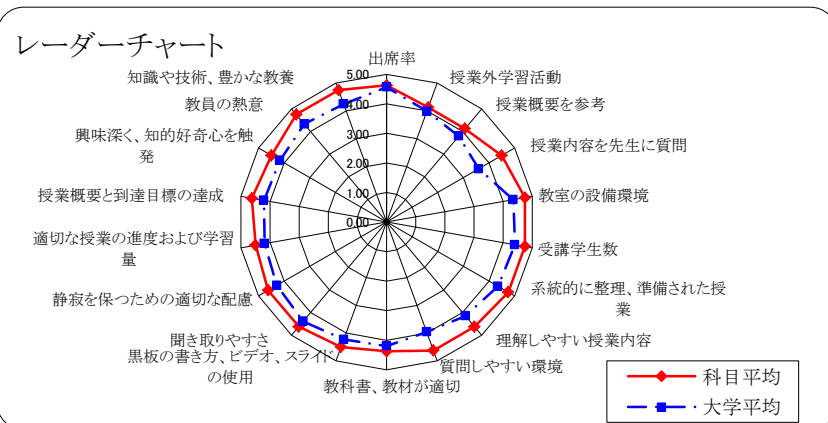 レーダーチャート
出席率
授業外学習活動
授業概要を参考
授業内容を先生に質問
教室の設備環境
受講学生数
系統的に整理、準備された授
業
理解しやすい授業内容
質問しやすい環境
教科書、教材が適切
黒板の書き方、ビデオ、スライド
の使用
聞き取りやすさ
静寂を保つための適切な配慮
適切な授業の進度および学習
量
授業概要と到達目標の達成
興味深く、知的好奇心を触
発
教員の熱意
知識や技術、豊かな教養
5.00
4.00
3.00
2.00
1.00
0.00
科目平均
大学平均